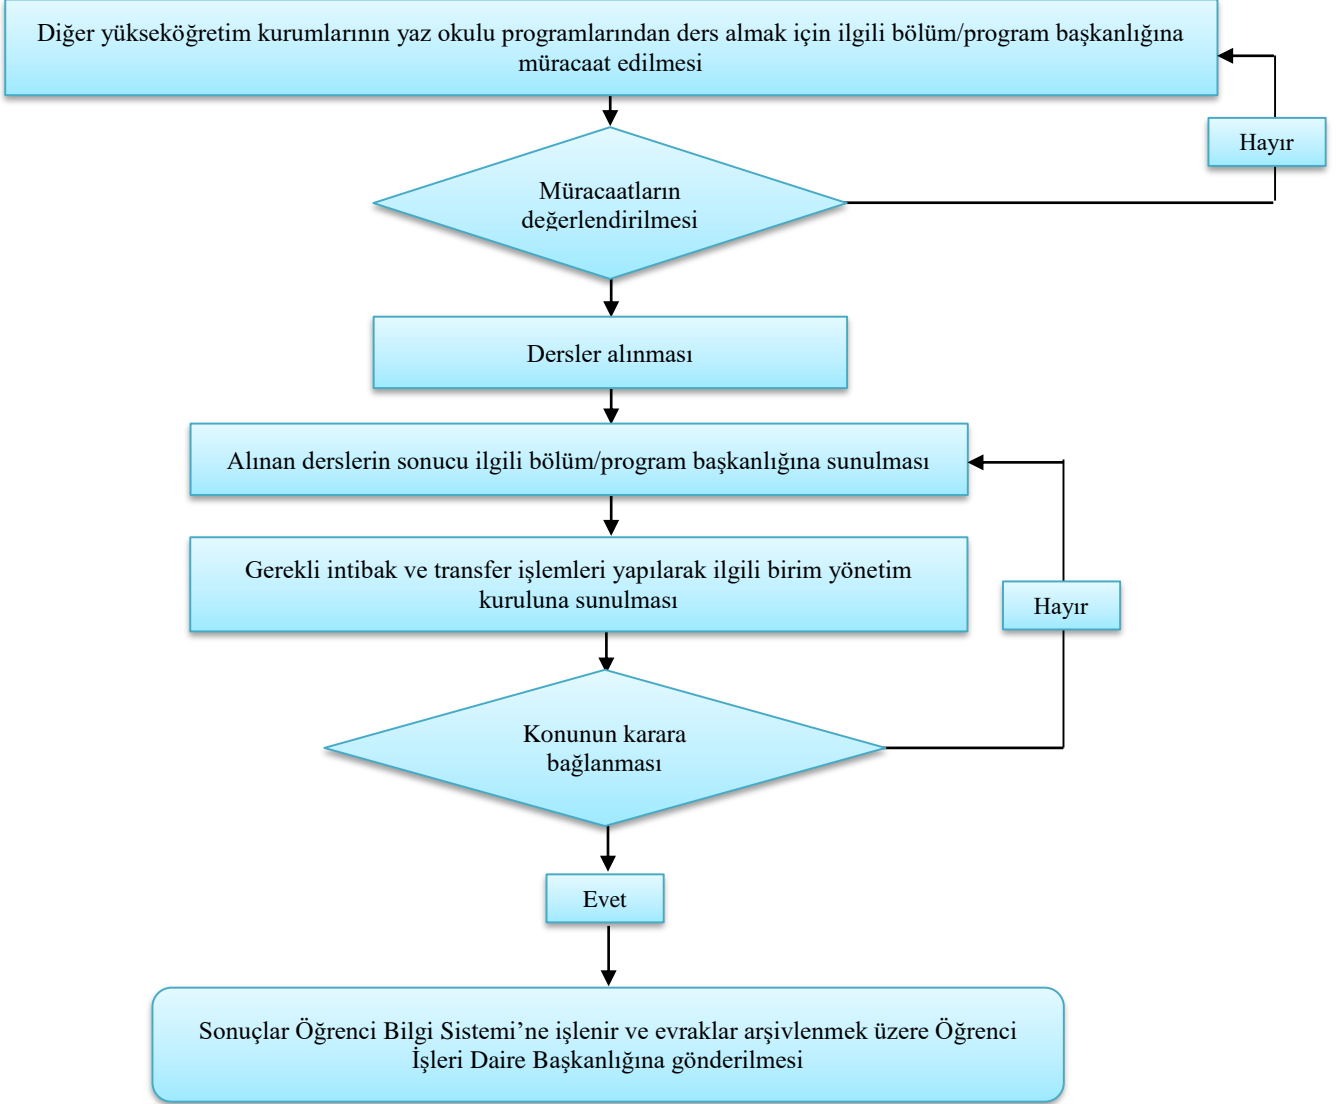 Diğer yükseköğretim kurumlarının yaz okulu programlarından ders almak için ilgili bölüm/program başkanlığına
müracaat edilmesi
Hayır
Müracaatların
değerlendirilmesi
Dersler alınması
Alınan derslerin sonucu ilgili bölüm/program başkanlığına sunulması
Gerekli intibak ve transfer işlemleri yapılarak ilgili birim yönetim
kuruluna sunulması
Hayır
Konunun karara
bağlanması
Evet
Sonuçlar Öğrenci Bilgi Sistemi’ne işlenir ve evraklar arşivlenmek üzere Öğrenci
İşleri Daire Başkanlığına gönderilmesi